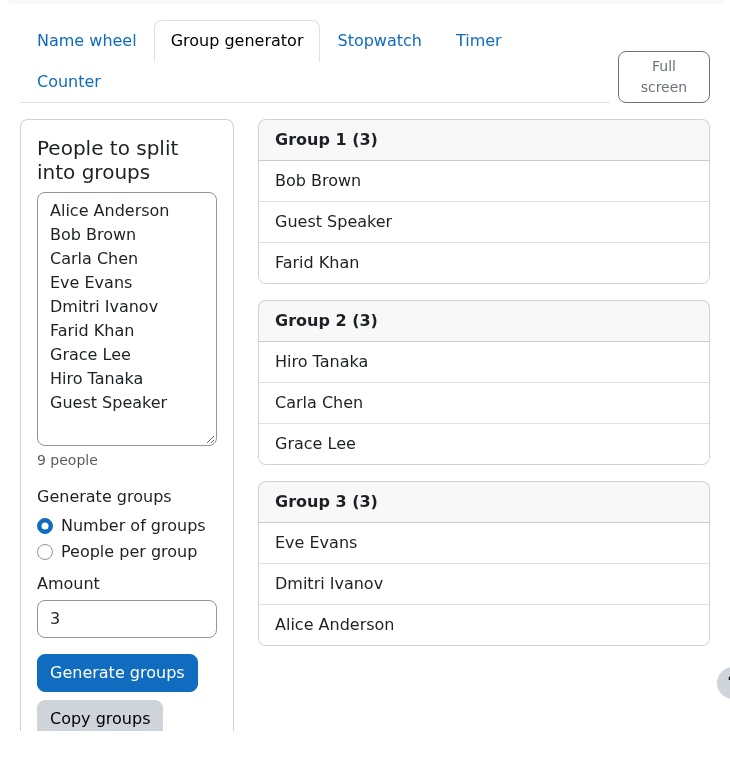 Name wheel
Group generator
Stopwatch
Timer
Counter
Full
screen
People to split
into groups
Alice Anderson
Bob Brown
Carla Chen
Eve Evans
Dmitri Ivanov
Farid Khan
Grace Lee
Hiro Tanaka
Guest Speaker
9 people
Generate groups
Number of groups
People per group
Amount
3
Generate groups
Copy groups
Group 1 (3)
Bob Brown
Guest Speaker
Farid Khan
Group 2 (3)
Hiro Tanaka
Carla Chen
Grace Lee
Group 3 (3)
Eve Evans
Dmitri Ivanov
Alice Anderson